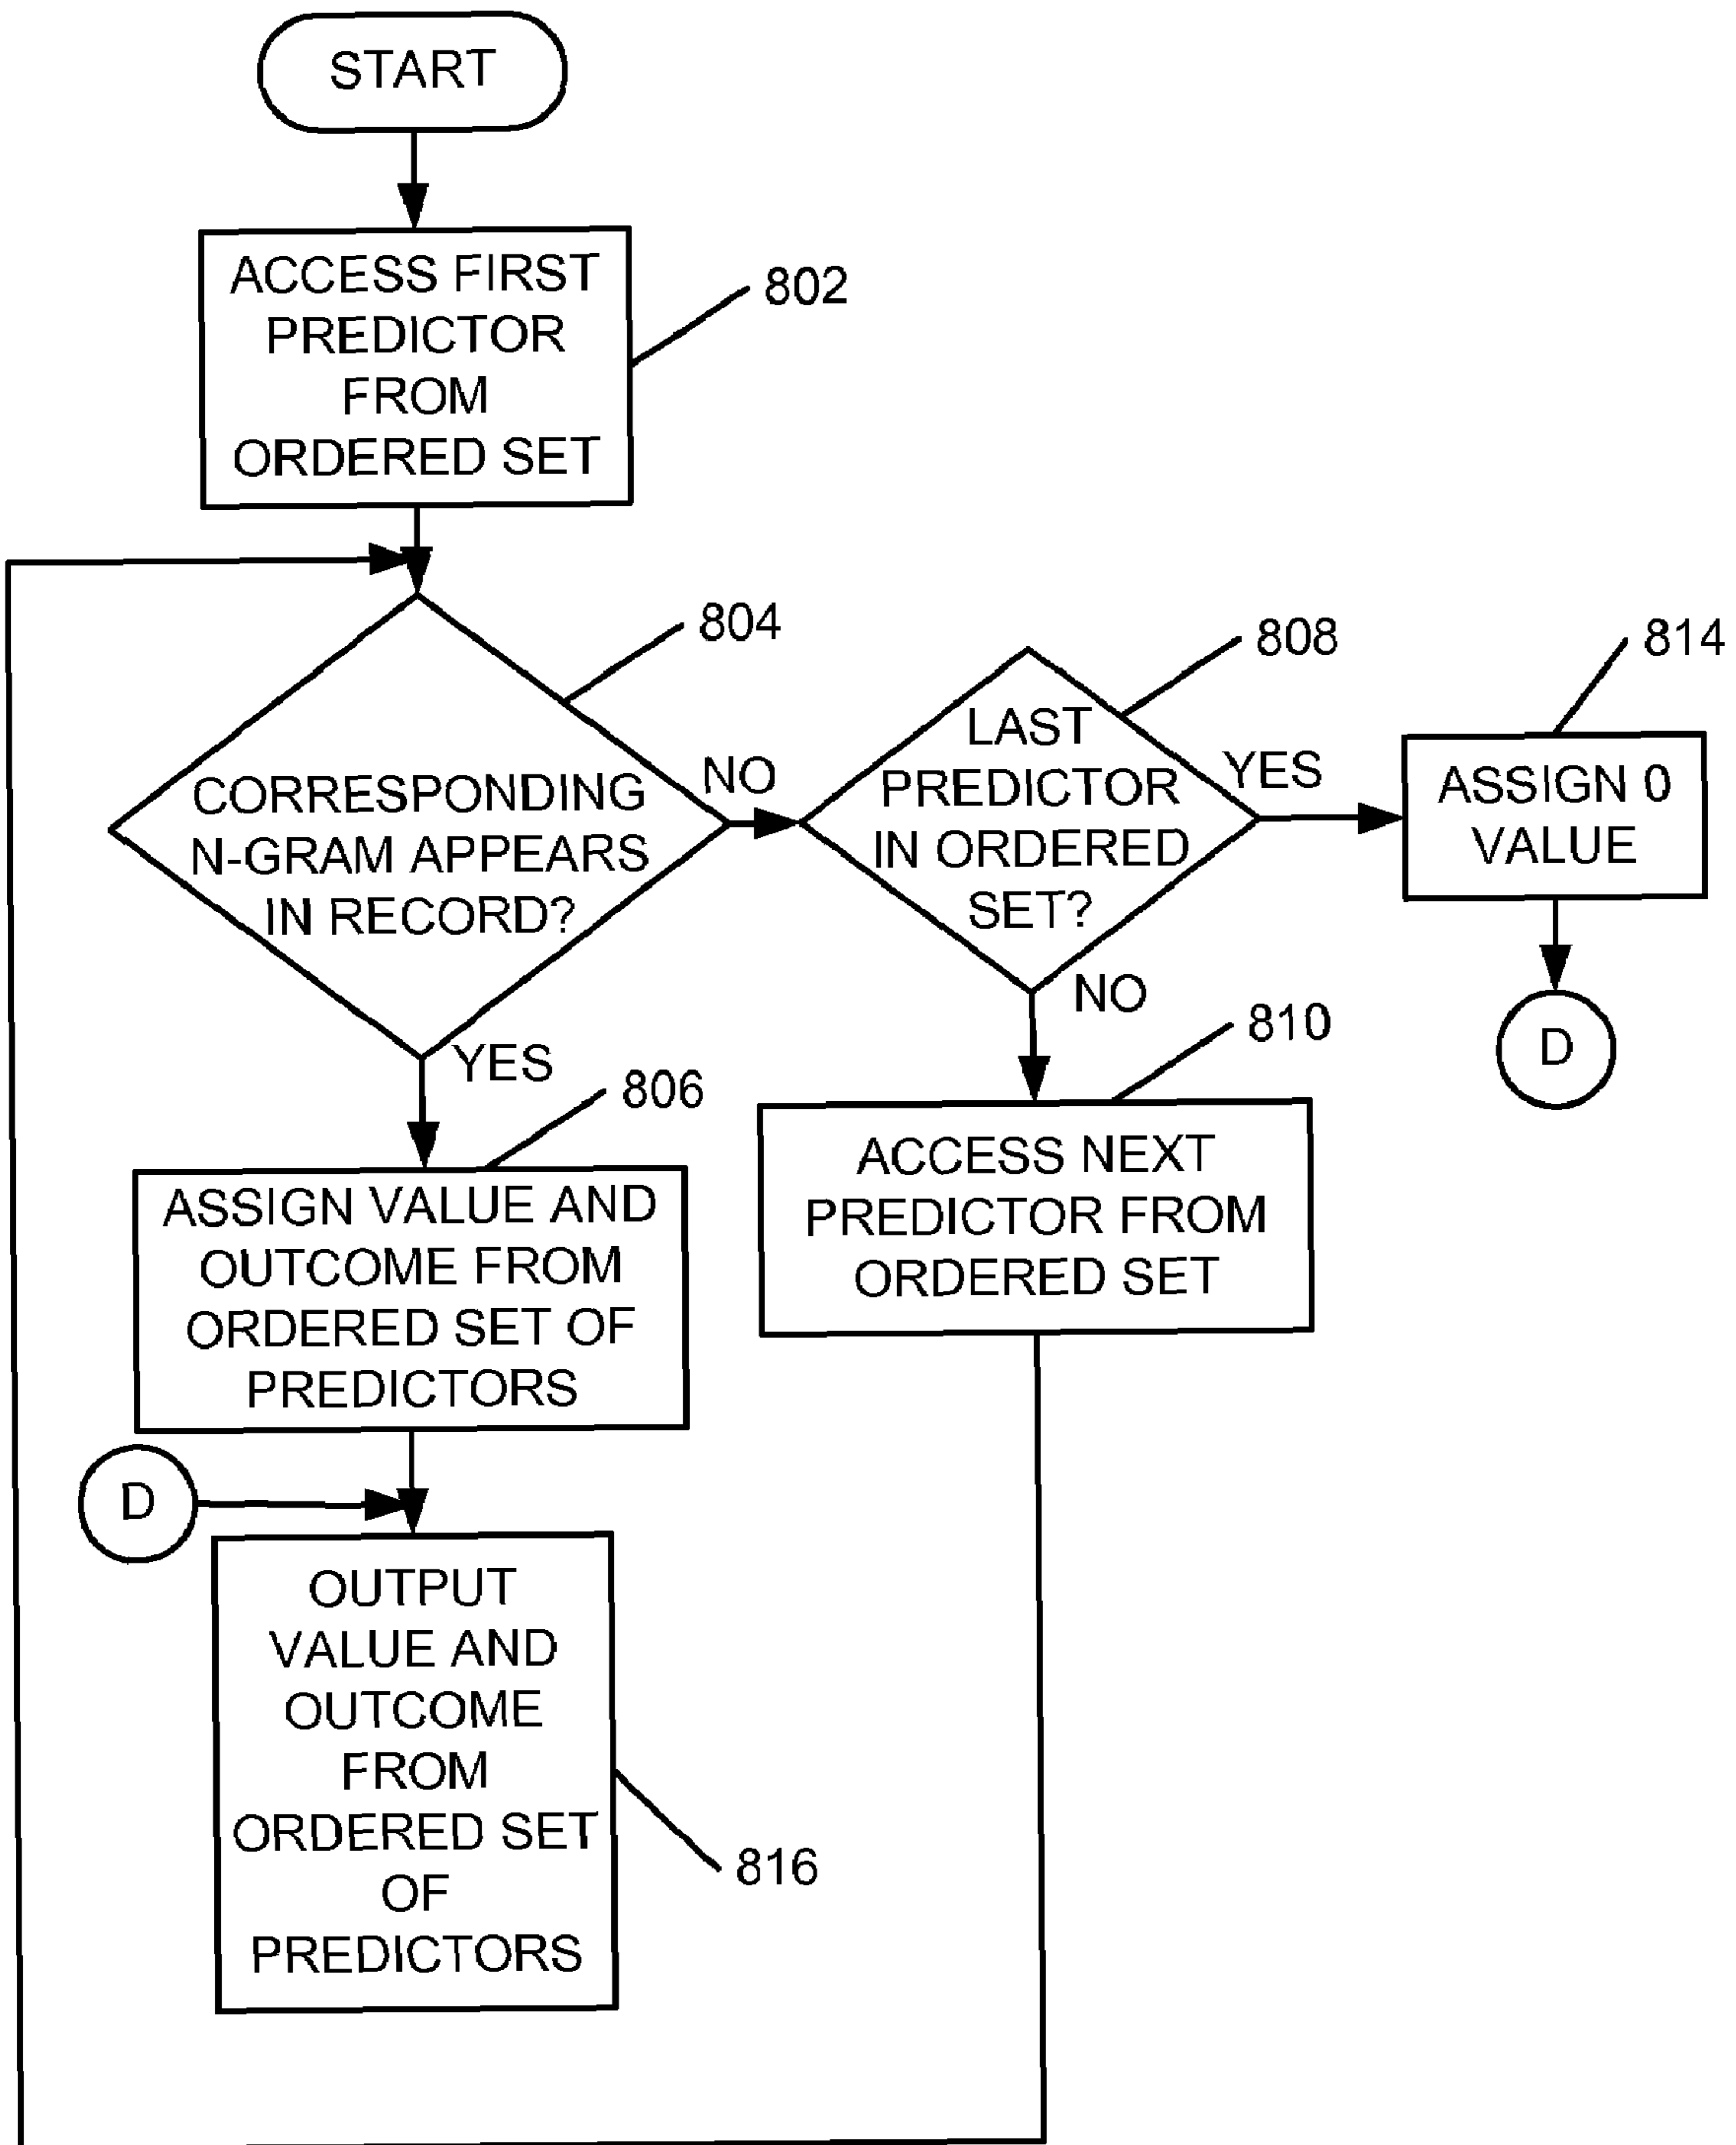 START
ACCESS FIRST
PREDICTOR
FROM
ORDERED SET
802
CORRESPONDING
N-GRAM APPEARS
IN RECORD?
804
NO
YES
LAST
PREDICTOR
IN ORDERED
SET?
808
YES
NO
ASSIGN 0
VALUE
814
D
ACCESS NEXT
PREDICTOR FROM
ORDERED SET
810
ASSIGN VALUE AND
OUTCOME FROM
ORDERED SET OF
PREDICTORS
806
D
OUTPUT
VALUE AND
OUTCOME
FROM
ORDERED SET
OF
PREDICTORS
816